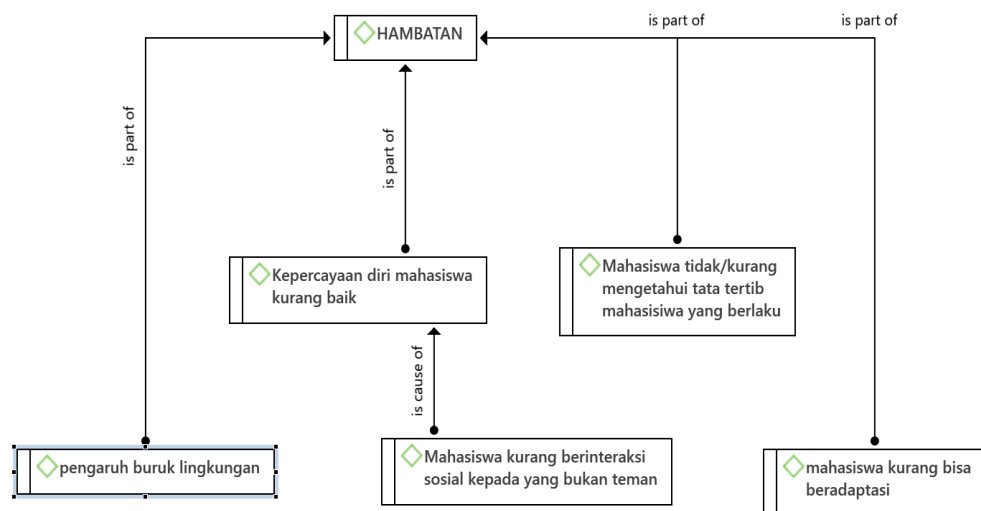 is part of
is part of
HAMBATAN
is part of
is part of
Kepercayaan diri mahasiswa
kurang baik
Mahasiswa tidak/kurang
mengetahui tata tertib
mahasisiwa yang berlaku
is cause of
pengaruh buruk lingkungan
Mahasiswa kurang berinteraksi
sosial kepada yang bukan teman
mahasiswa kurang bisa
beradaptasi